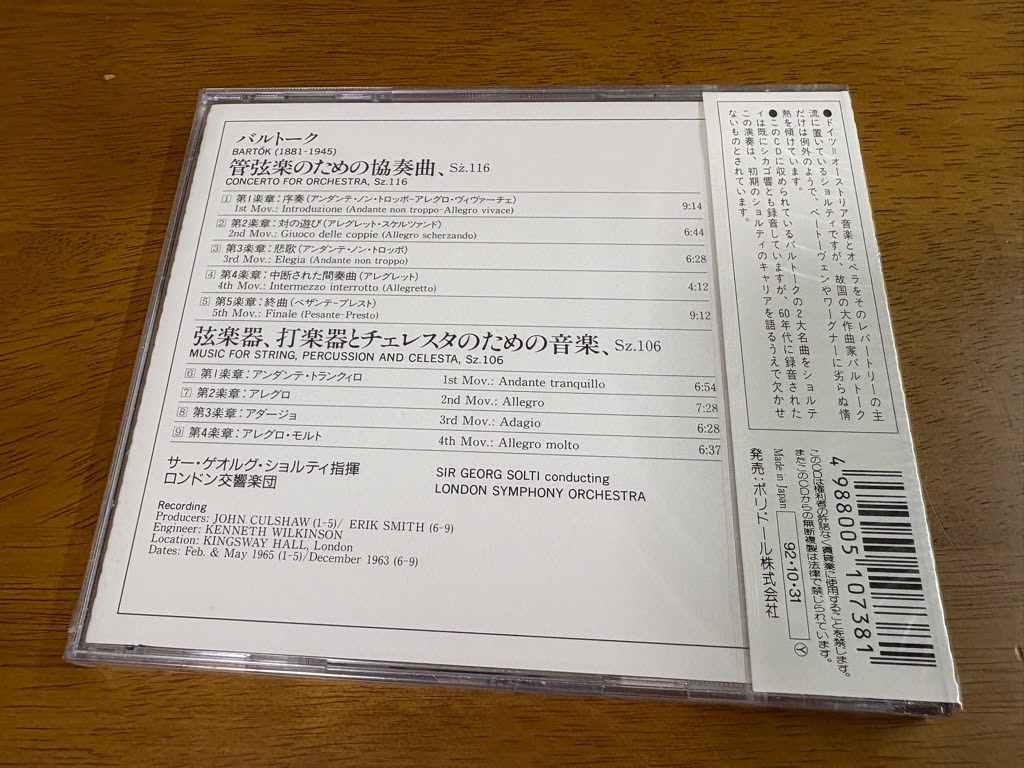 バルトーク
BARTÓK (1881-1945)
管弦楽のための協奏曲、Sz.116
CONCERTO FOR ORCHESTRA, Sz.116
1 第1楽章：序奏（アンダンテ・ノン・トロッポ–アレグロ・ヴィヴァーチェ） 9:14
1st Mov.: Introduzione (Andante non troppo-Allegro vivace)
2 第2楽章：対の遊び（アレグレット・スケルツァンド） 6:44
2nd Mov.: Giuoco delle coppie (Allegro scherzando)
3 第3楽章：悲歌（アンダンテ・ノン・トロッポ） 6:28
3rd Mov.: Elegia (Andante non troppo)
4 第4楽章：中断された間奏曲（アレグレット） 4:12
4th Mov.: Intermezzo interrotto (Allegretto)
5 第5楽章：終曲（ペザンテ–プレスト） 9:12
5th Mov.: Finale (Pesante-Presto)
弦楽器、打楽器とチェレスタのための音楽、Sz.106
MUSIC FOR STRING, PERCUSSION AND CELESTA, Sz.106
6 第1楽章：アンダンテ・トランクィロ 1st Mov.: Andante tranquillo 6:54
7 第2楽章：アレグロ 2nd Mov.: Allegro 7:28
8 第3楽章：アダージョ 3rd Mov.: Adagio 6:28
9 第4楽章：アレグロ・モルト 4th Mov.: Allegro molto 6:37
サー・ゲオルグ・ショルティ指揮
ロンドン交響楽団
SIR GEORG SOLTI conducting
LONDON SYMPHONY ORCHESTRA
Recording
Producers: JOHN CULSHAW (1-5)/ ERIK SMITH (6-9)
Engineer: KENNETH WILKINSON
Location: KINGSWAY HALL, London
Dates: Feb. & May 1965 (1-5)/December 1963 (6-9)
●ドイツ＝オーストリア音楽とオペラをそのレパートリーの主
流に置いているショルティですが、故国の大作曲家バルトーク
だけは例外のようで、ベートーヴェンやワーグナーに劣らぬ情
熱を傾けています。
●このCDに収められているバルトークの2大名曲をショルテ
ィは既にシカゴ響とも録音していますが、60年代に録音された
この演奏は、初期のショルティのキャリアを語るうえで欠かせ
ないものとされています。
4 988005 107381
このCDは権利者の許諾なく賃貸業に使用することを禁じます。
またこのCDからの無断複製は法律で禁じられています。
Made in Japan 92・10・31 Y
発売：ポリドール株式会社